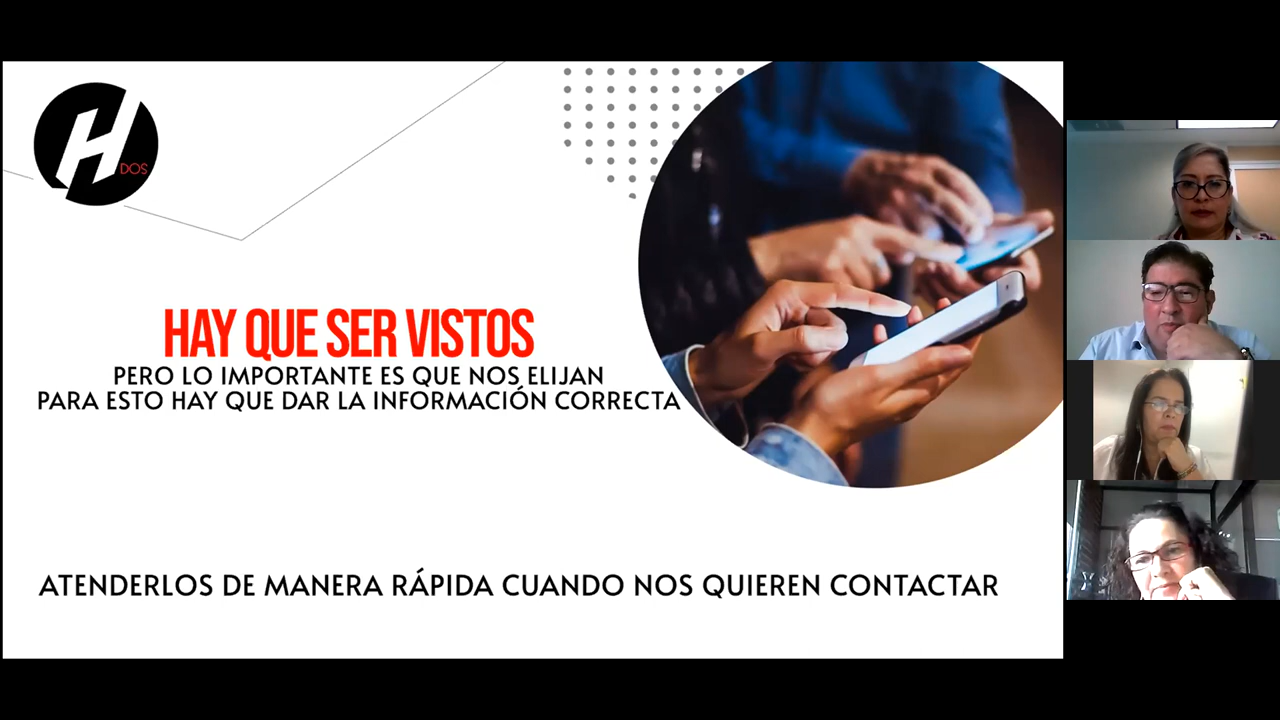 H
DOS
HAY QUE SER VISTOS
PERO LO IMPORTANTE ES QUE NOS ELIJAN
PARA ESTO HAY QUE DAR LA INFORMACIÓN CORRECTA
ATENDERLOS DE MANERA RÁPIDA CUANDO NOS QUIEREN CONTACTAR